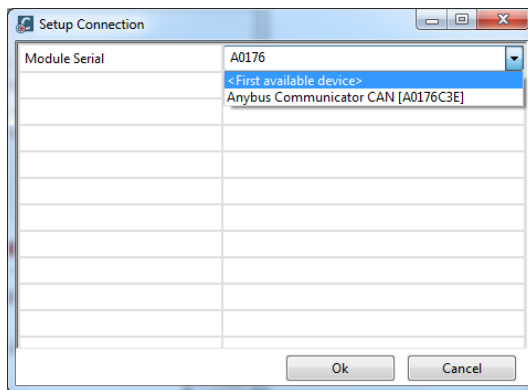 Setup Connection
Module Serial A0176
<First available device>
Anybus Communicator CAN [A0176C3E]
Ok Cancel